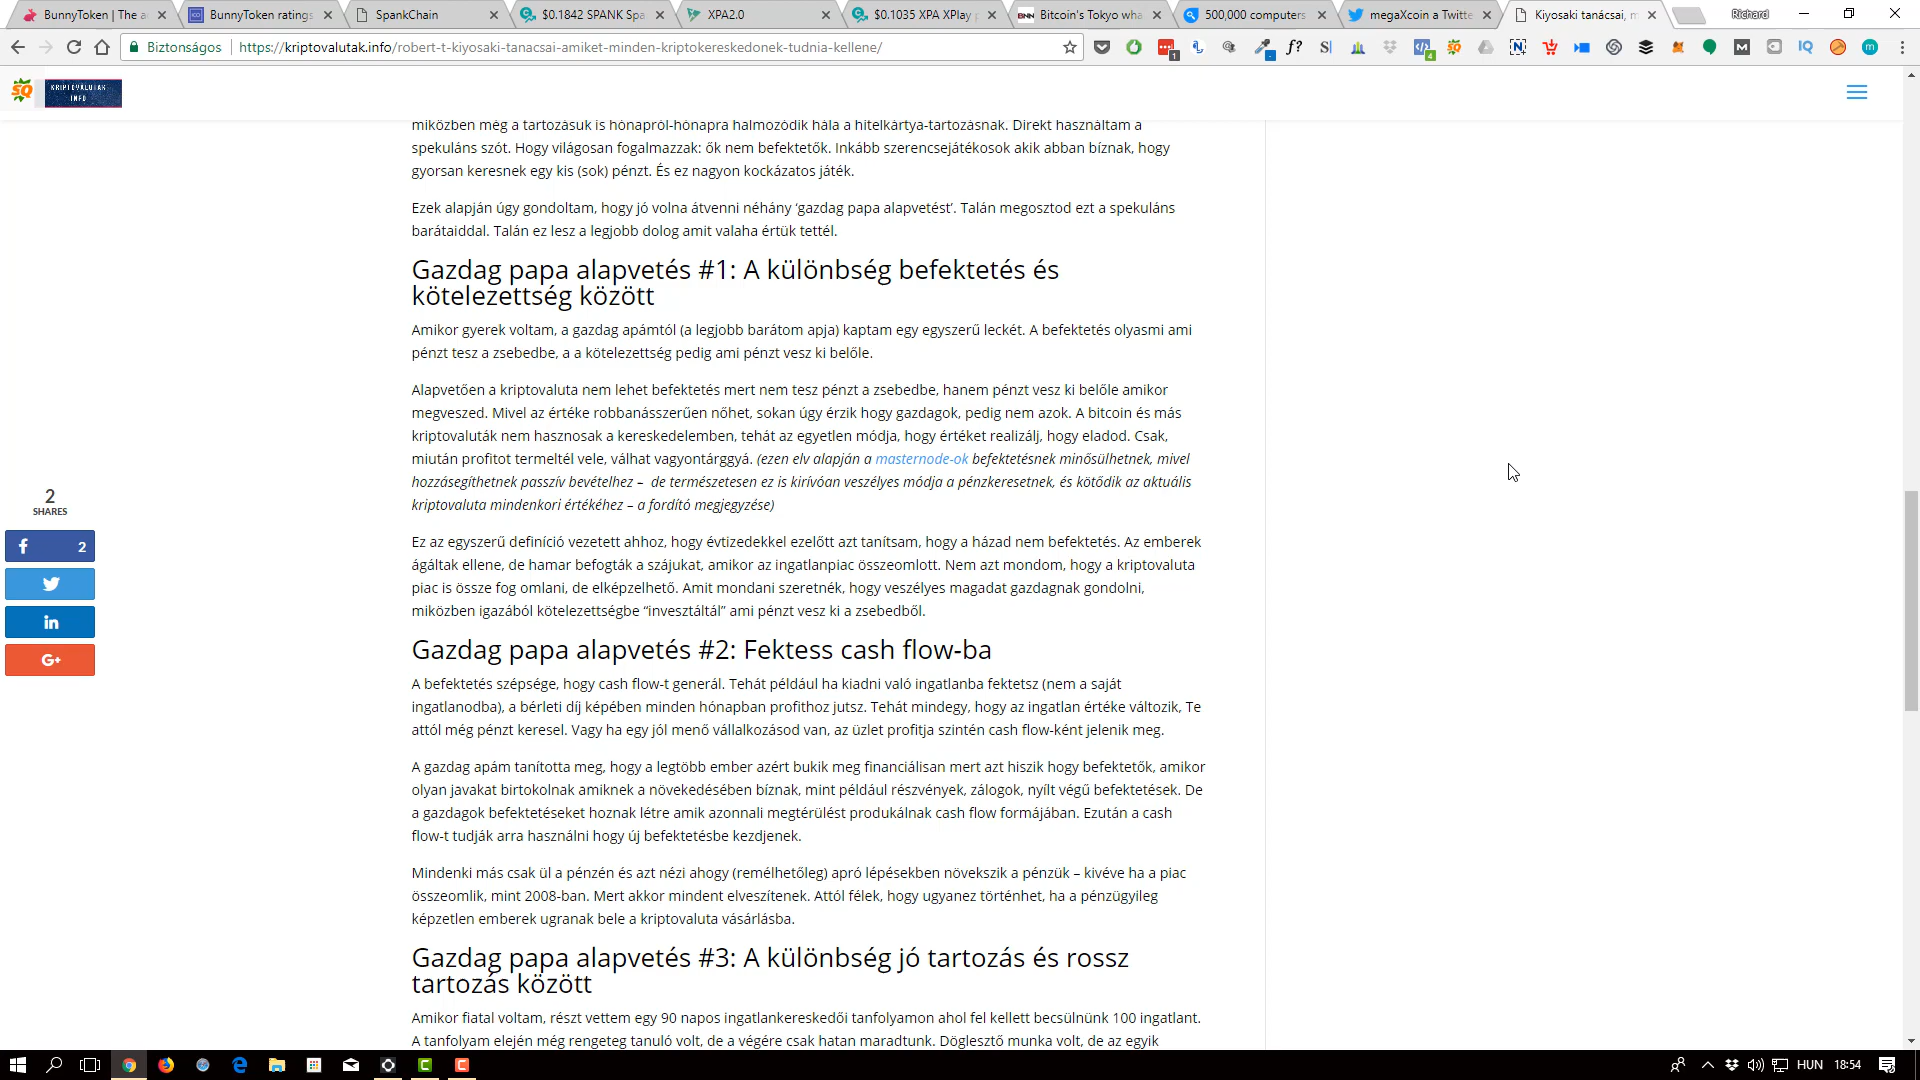 BunnyToken | The a
BunnyToken ratings
SpankChain
$0.1842 SPANK Spa
XPA2.0
$0.1035 XPA XPlay
BNN Bitcoin's Tokyo wha
500,000 computers
megaXcoin a Twitte
Kiyosaki tanácsai, m
Richard
Biztonságos
https://kriptovalutak.info/robert-t-kiyosaki-tanacsai-amiket-minden-kriptokereskedonek-tudnia-kellene/
KRIPTOVALUTAK
INFO
miközben még a tartozásuk is hónapról-hónapra halmozódik hála a hitelkártya-tartozásnak. Direkt használtam a
spekuláns szót. Hogy világosan fogalmazzak: ők nem befektetők. Inkább szerencsejátékosok akik abban bíznak, hogy
gyorsan keresnek egy kis (sok) pénzt. És ez nagyon kockázatos játék.
Ezek alapján úgy gondoltam, hogy jó volna átvenni néhány ‘gazdag papa alapvetést’. Talán megosztod ezt a spekuláns
barátaiddal. Talán ez lesz a legjobb dolog amit valaha értük tettél.
Gazdag papa alapvetés #1: A különbség befektetés és
kötelezettség között
Amikor gyerek voltam, a gazdag apámtól (a legjobb barátom apja) kaptam egy egyszerű leckét. A befektetés olyasmi ami
pénzt tesz a zsebedbe, a a kötelezettség pedig ami pénzt vesz ki belőle.
Alapvetően a kriptovaluta nem lehet befektetés mert nem tesz pénzt a zsebedbe, hanem pénzt vesz ki belőle amikor
megveszed. Mivel az értéke robbanásszerűen nőhet, sokan úgy érzik hogy gazdagok, pedig nem azok. A bitcoin és más
kriptovaluták nem hasznosak a kereskedelemben, tehát az egyetlen módja, hogy értéket realizálj, hogy eladod. Csak,
miután profitot termeltél vele, válhat vagyontárggyá. (ezen elv alapján a masternode-ok befektetésnek minősülhetnek, mivel
hozzásegíthetnek passzív bevételhez – de természetesen ez is kirívóan veszélyes módja a pénzkeresetnek, és kötődik az aktuális
kriptovaluta mindenkori értékéhez – a fordító megjegyzése)
Ez az egyszerű definíció vezetett ahhoz, hogy évtizedekkel ezelőtt azt tanítsam, hogy a házad nem befektetés. Az emberek
ágáltak ellene, de hamar befogták a szájukat, amikor az ingatlanpiac összeomlott. Nem azt mondom, hogy a kriptovaluta
piac is össze fog omlani, de elképzelhető. Amit mondani szeretnék, hogy veszélyes magadat gazdagnak gondolni,
miközben igazából kötelezettségbe “invesztáltál” ami pénzt vesz ki a zsebedből.
2
SHARES
2
Gazdag papa alapvetés #2: Fektess cash flow-ba
A befektetés szépsége, hogy cash flow-t generál. Tehát például ha kiadni való ingatlanba fektetsz (nem a saját
ingatlanodba), a bérleti díj képében minden hónapban profithoz jutsz. Tehát mindegy, hogy az ingatlan értéke változik, Te
attól még pénzt keresel. Vagy ha egy jól menő vállalkozásod van, az üzlet profitja szintén cash flow-ként jelenik meg.
A gazdag apám tanította meg, hogy a legtöbb ember azért bukik meg financiálisan mert azt hiszik hogy befektetők, amikor
olyan javakat birtokolnak amiknek a növekedésében bíznak, mint például részvények, zálogok, nyílt végű befektetések. De
a gazdagok befektetéseket hoznak létre amik azonnali megtérülést produkálnak cash flow formájában. Ezután a cash
flow-t tudják arra használni hogy új befektetésbe kezdjenek.
Mindenki más csak ül a pénzén és azt nézi ahogy (remélhetőleg) apró lépésekben növekszik a pénzük – kivéve ha a piac
összeomlik, mint 2008-ban. Mert akkor mindent elveszítenek. Attól félek, hogy ugyanez történhet, ha a pénzügyileg
képzetlen emberek ugranak bele a kriptovaluta vásárlásba.
Gazdag papa alapvetés #3: A különbség jó tartozás és rossz
tartozás között
Amikor fiatal voltam, részt vettem egy 90 napos ingatlankereskedői tanfolyamon ahol fel kellett becsülnünk 100 ingatlant.
A tanfolyam elején még rengeteg tanuló volt, de a végére csak hatan maradtunk. Döglesztő munka volt, de az egyik
HUN 18:54